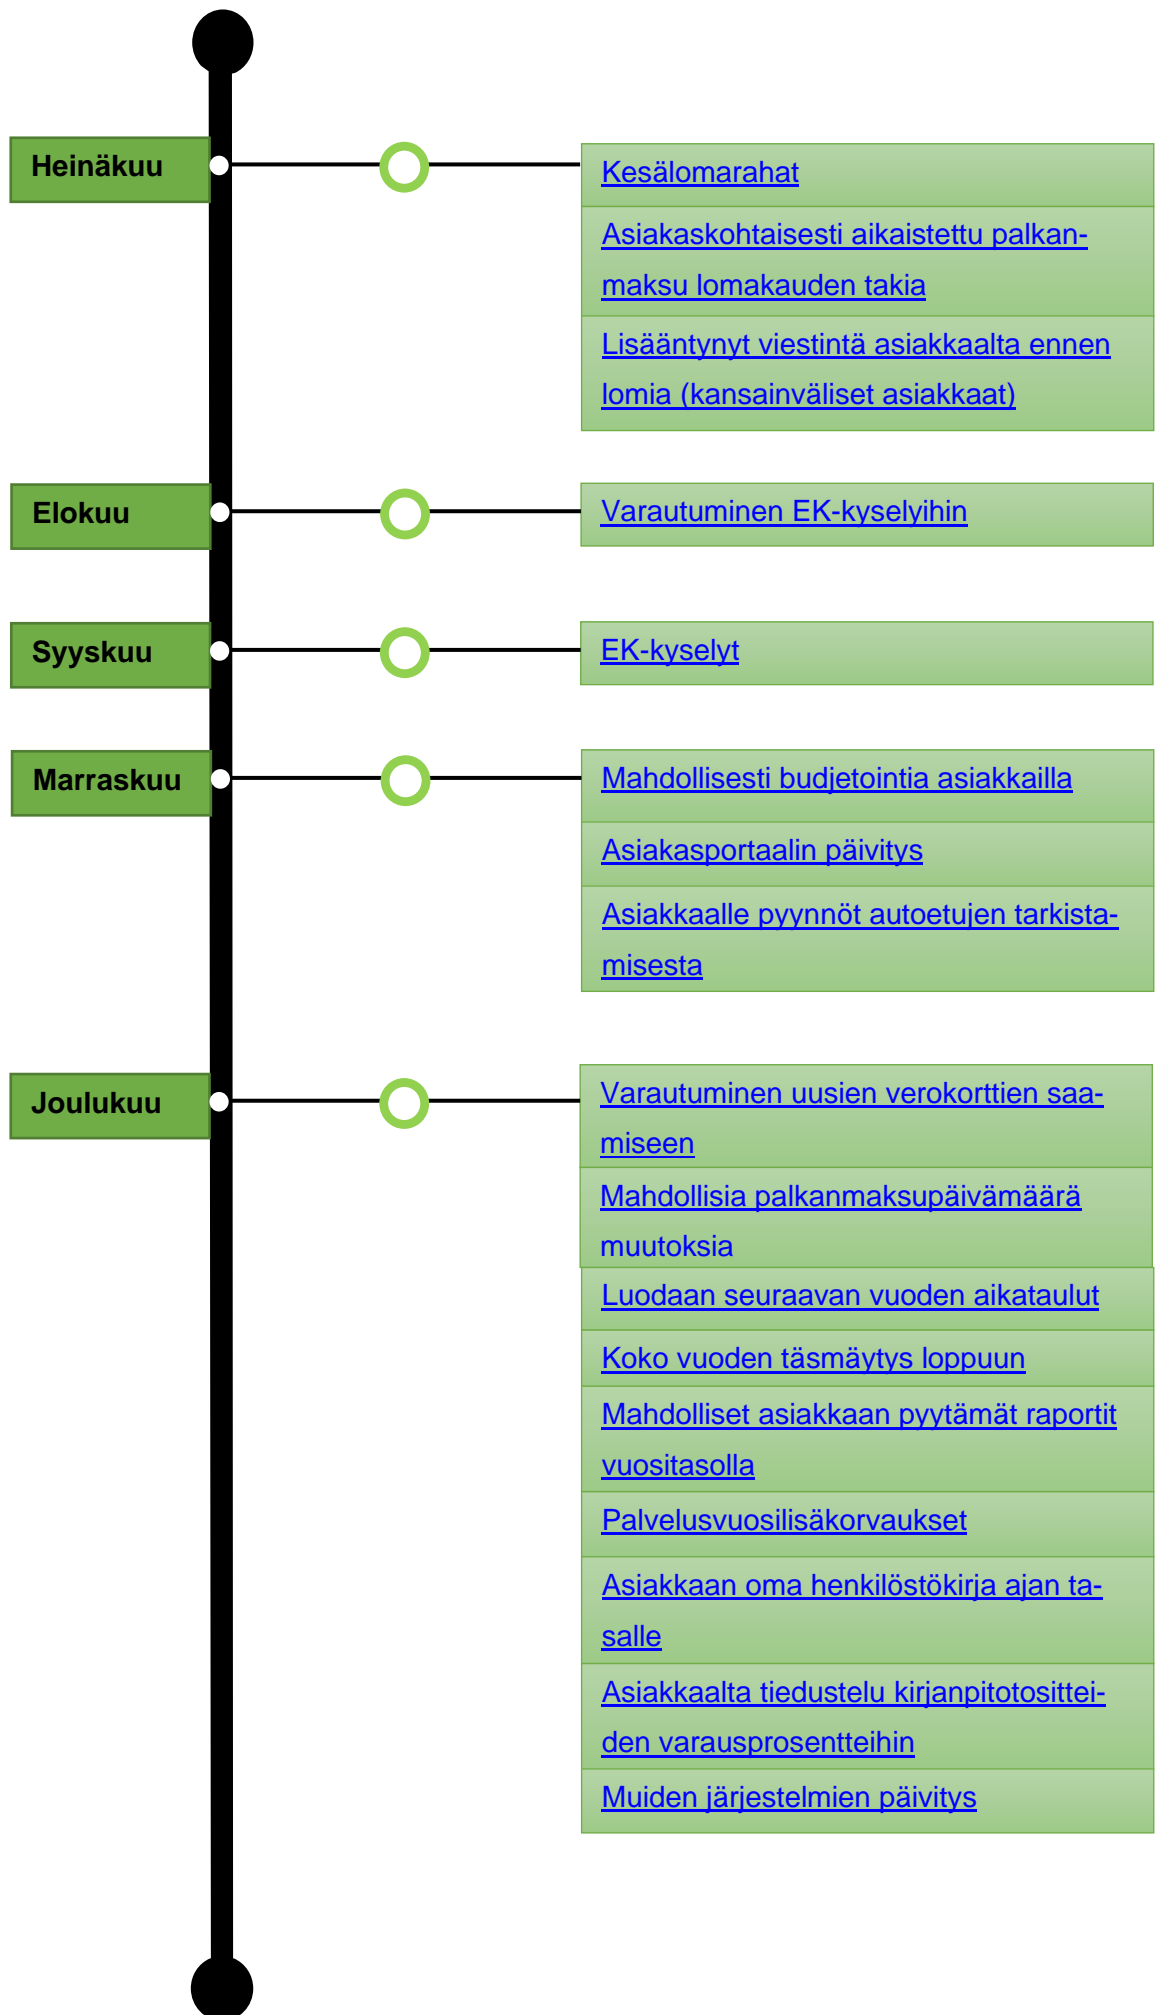 Heinäkuu
Kesälomarahat
Asiakaskohtaisesti aikaistettu palkan-
maksu lomakauden takia
Lisääntynyt viestintä asiakkaalta ennen
lomia (kansainväliset asiakkaat)
Elokuu
Varautuminen EK-kyselyihin
Syyskuu
EK-kyselyt
Marraskuu
Mahdollisesti budjetointia asiakkailla
Asiakasportaalin päivitys
Asiakkaalle pyynnöt autoetujen tarkista-
misesta
Joulukuu
Varautuminen uusien verokorttien saa-
miseen
Mahdollisia palkanmaksupäivämäärä
muutoksia
Luodaan seuraavan vuoden aikataulut
Koko vuoden täsmäytys loppuun
Mahdolliset asiakkaan pyytämät raportit
vuositasolla
Palvelusvuosilisäkorvaukset
Asiakkaan oma henkilöstökirja ajan ta-
salle
Asiakkaalta tiedustelu kirjanpitotosittei-
den varausprosentteihin
Muiden järjestelmien päivitys